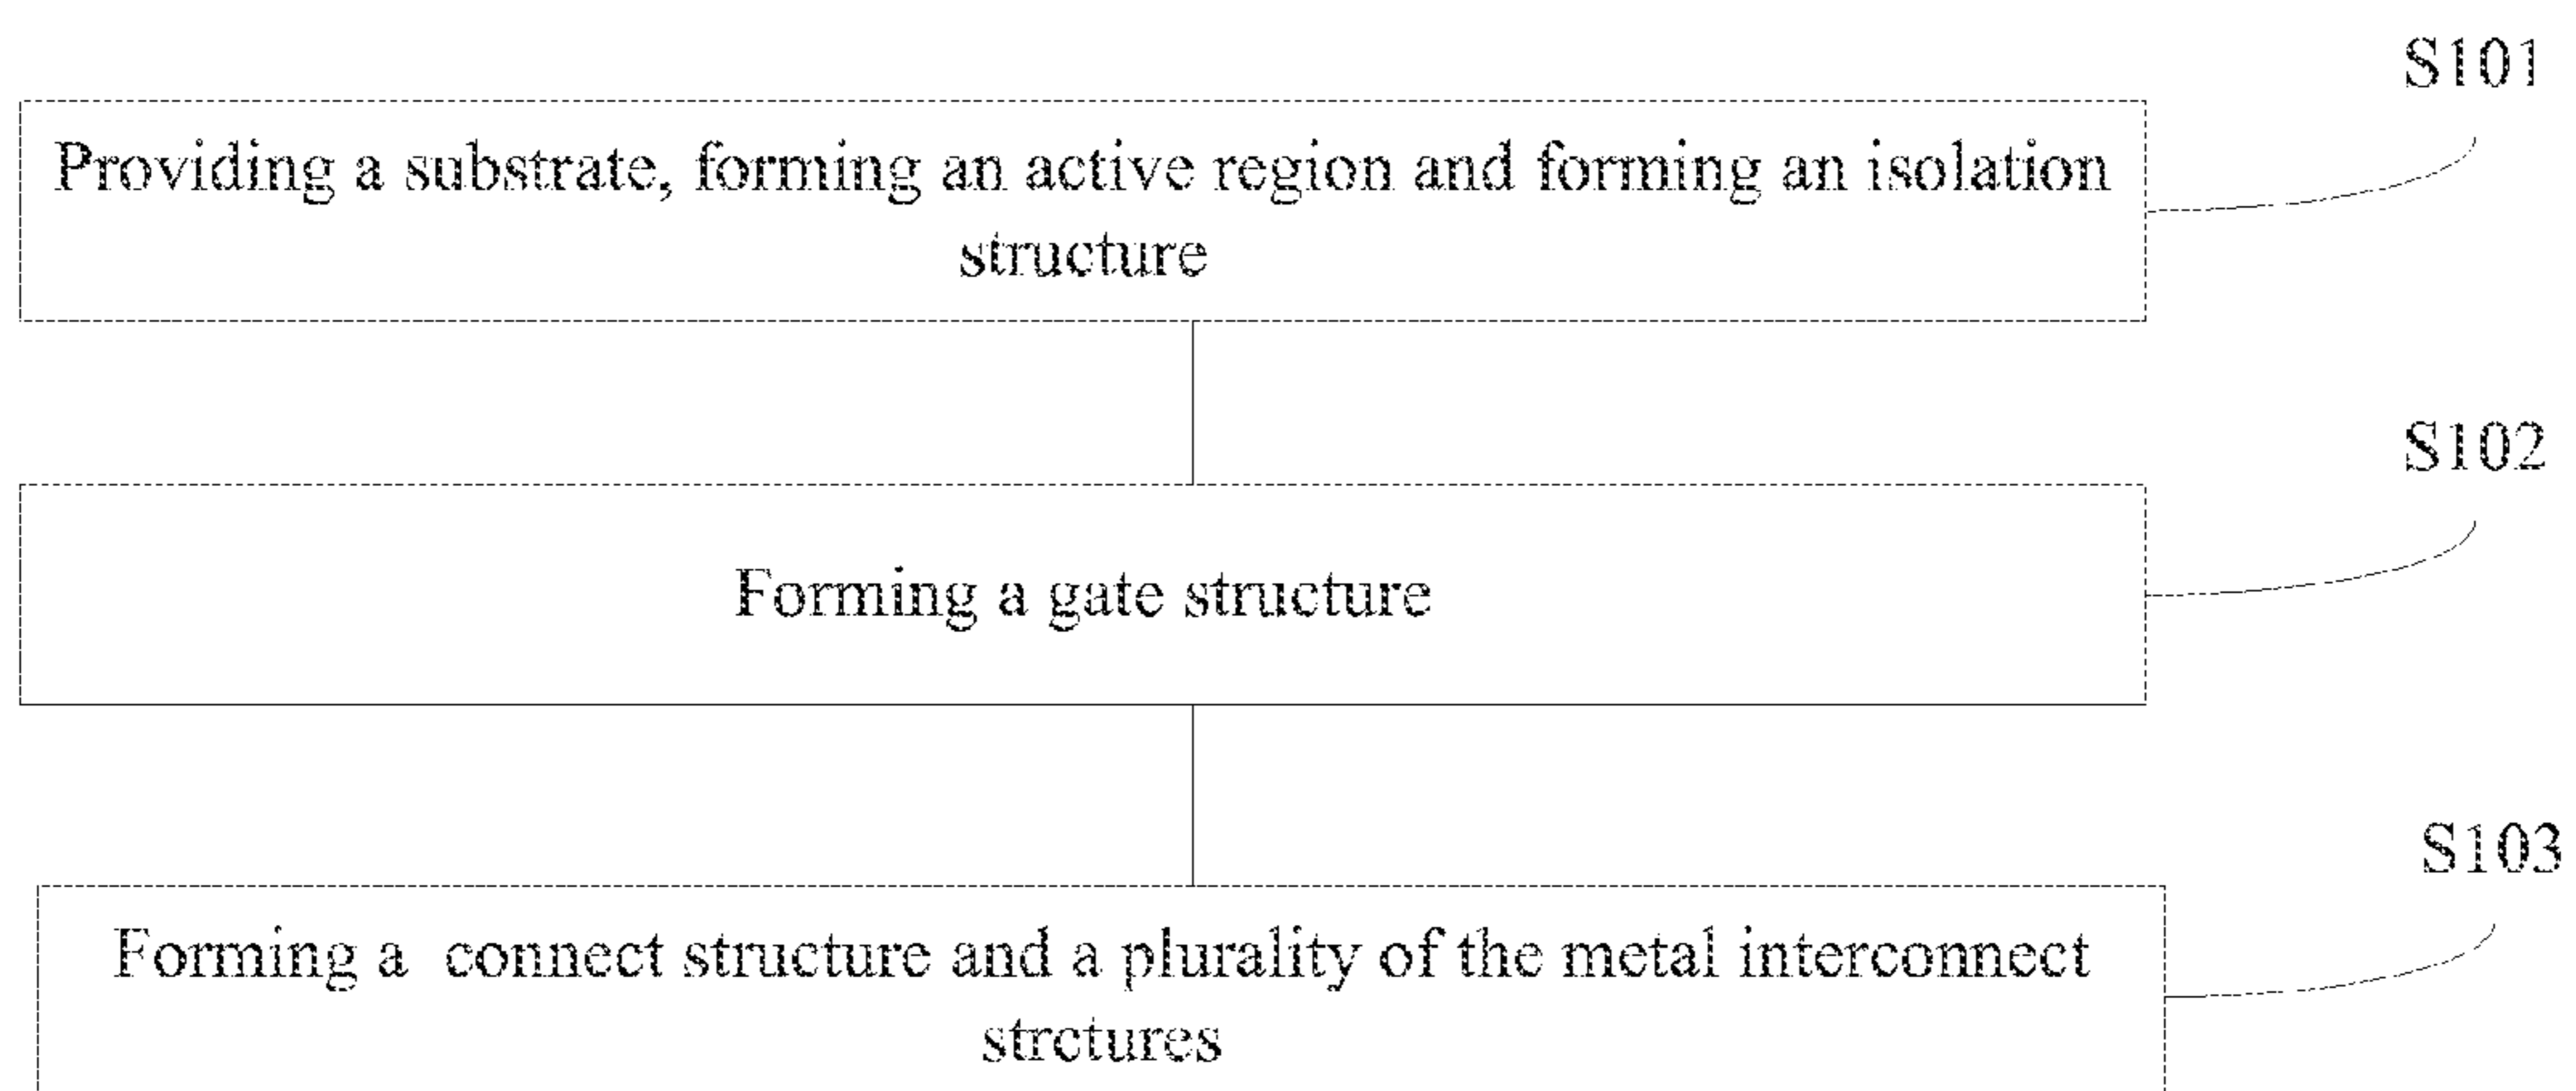 S101
Providing a substrate, forming an active region and forming an isolation
structure
S102
Forming a gate structure
S103
Forming a connect structure and a plurality of the metal interconnect
strctures